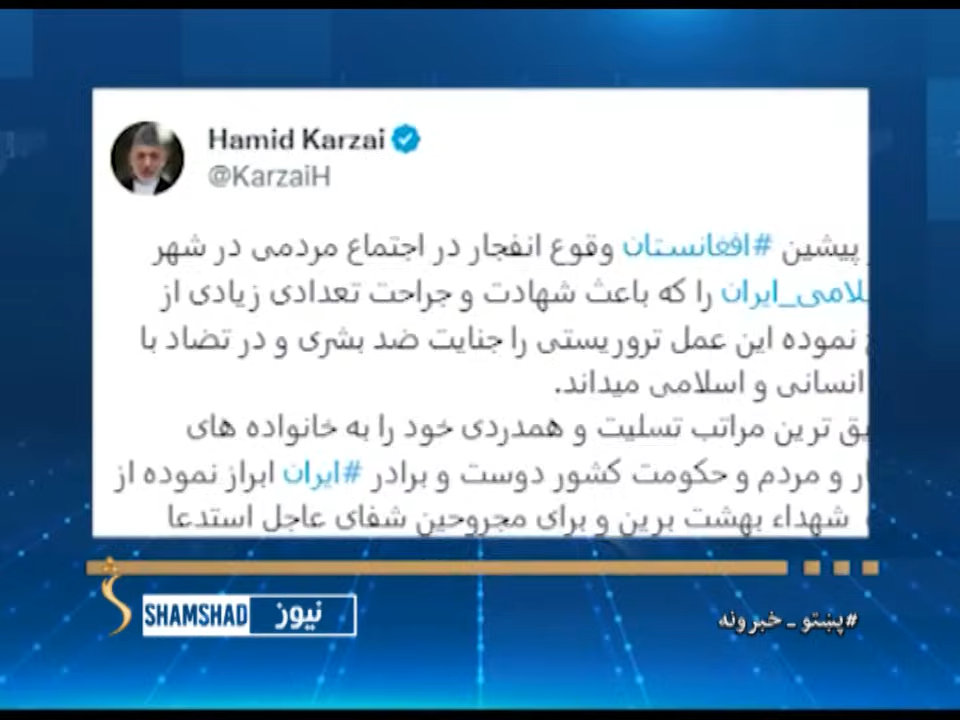 Hamid Karzai
@KarzaiH
پیشین #افغانستان وقوع انفجار در اجتماع مردمی در شهر
لامی_ایران را که باعث شهادت و جراحت تعدادی زیادی از
نموده این عمل تروریستی را جنایت ضد بشری و در تضاد با
انسانی و اسلامی میداند.
یق ترین مراتب تسلیت و همدردی خود را به خانواده های
ار و مردم و حکومت کشور دوست و برادر #ایران ابراز نموده از
شهداء بهشت برین و برای مجروحین شفای عاجل استدعا
SHAMSHAD نیوز
#پښتو ـ خبرونه